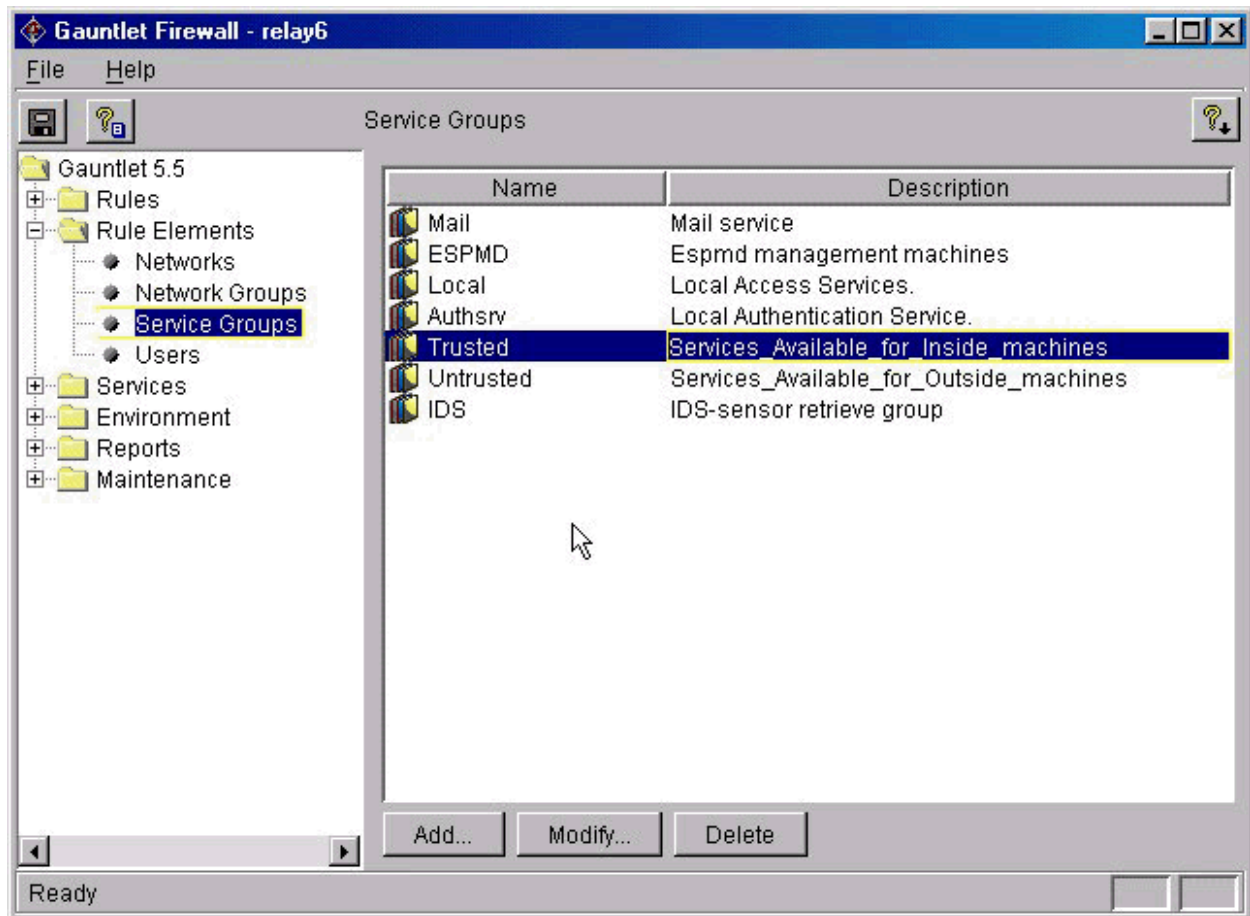 Gauntlet Firewall - relay6
File Help
Service Groups
Gauntlet 5.5
Rules
Rule Elements
Networks
Network Groups
Service Groups
Users
Services
Environment
Reports
Maintenance
Name Description
Mail Mail service
ESPMD Espmd management machines
Local Local Access Services.
Authsrv Local Authentication Service.
Trusted Services_Available_for_Inside_machines
Untrusted Services_Available_for_Outside_machines
IDS IDS-sensor retrieve group
Add... Modify... Delete
Ready